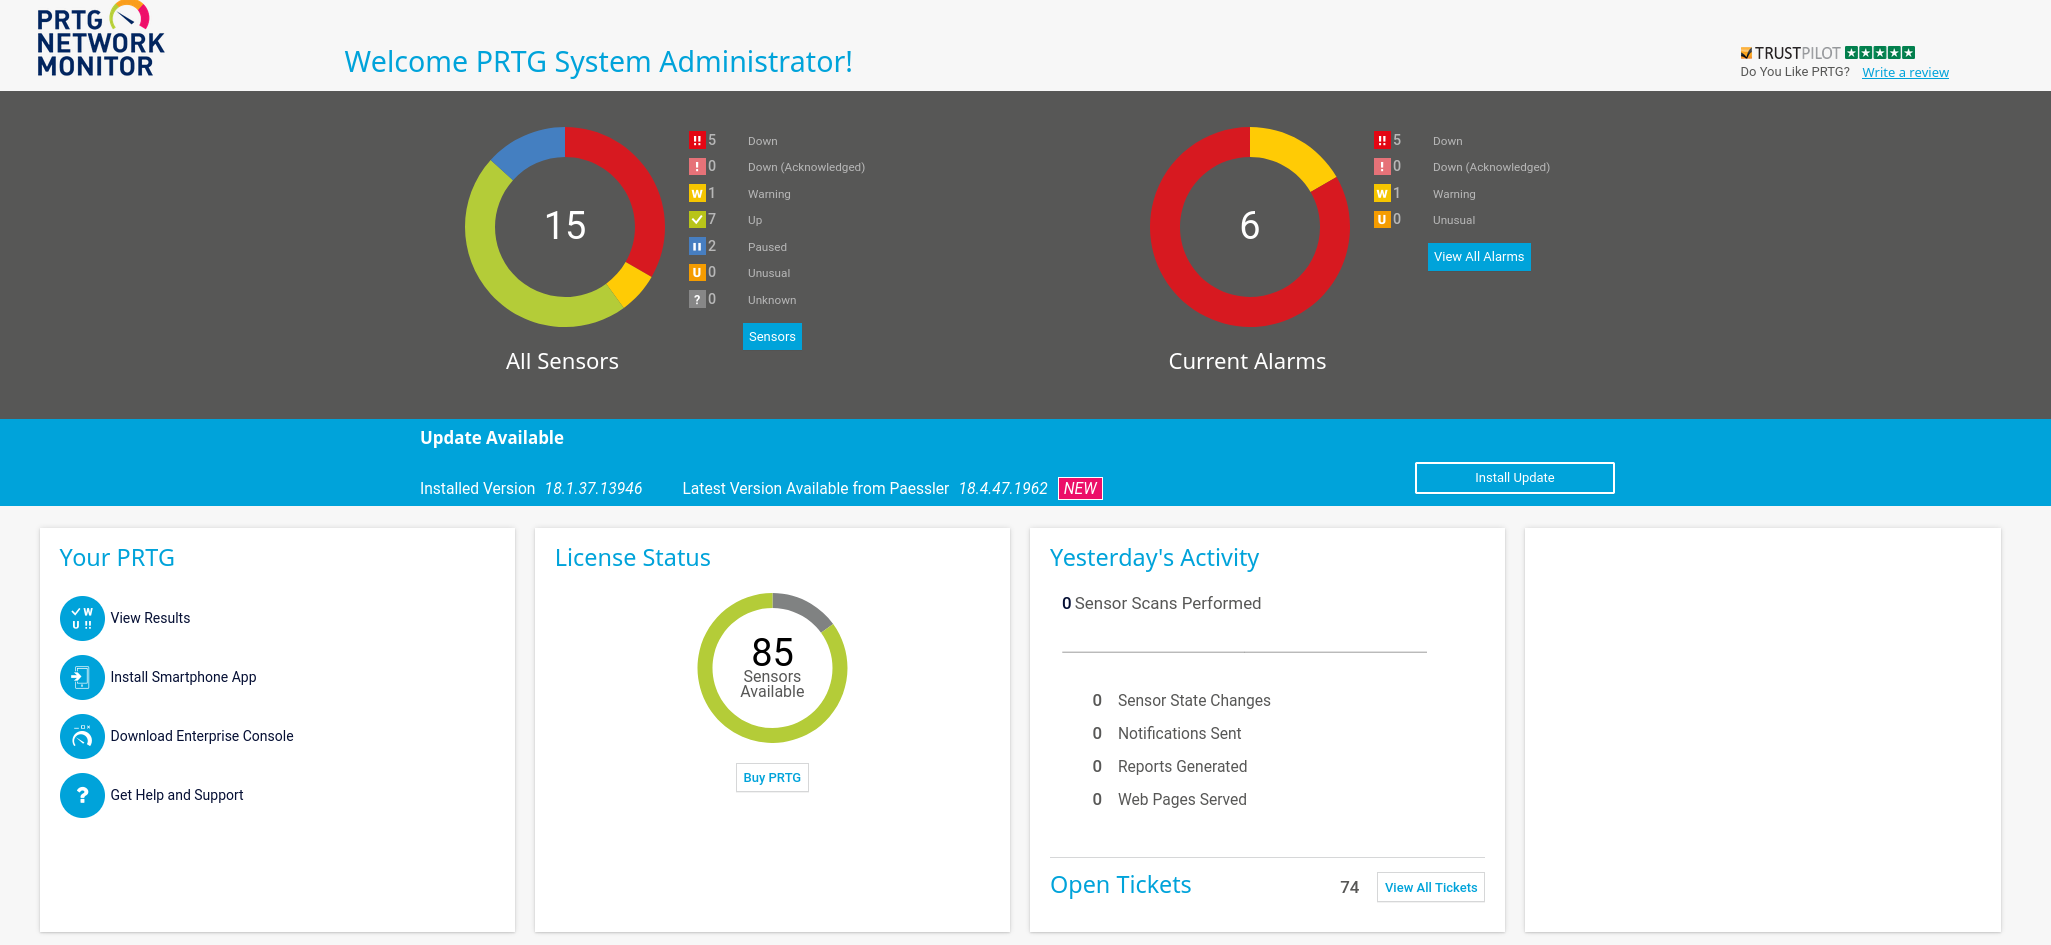 PRTG
NETWORK
MONITOR
Welcome PRTG System Administrator!
TRUSTPILOT
Do You Like PRTG? Write a review
15
All Sensors
!! 5 Down
! 0 Down (Acknowledged)
W 1 Warning
7 Up
2 Paused
U 0 Unusual
? 0 Unknown
Sensors
6
Current Alarms
!! 5 Down
! 0 Down (Acknowledged)
W 1 Warning
U 0 Unusual
View All Alarms
Update Available
Installed Version 18.1.37.13946 Latest Version Available from Paessler 18.4.47.1962 NEW
Install Update
Your PRTG
W
U !!
View Results
Install Smartphone App
Download Enterprise Console
? Get Help and Support
License Status
85
Sensors
Available
Buy PRTG
Yesterday's Activity
0 Sensor Scans Performed
0 Sensor State Changes
0 Notifications Sent
0 Reports Generated
0 Web Pages Served
Open Tickets 74 View All Tickets